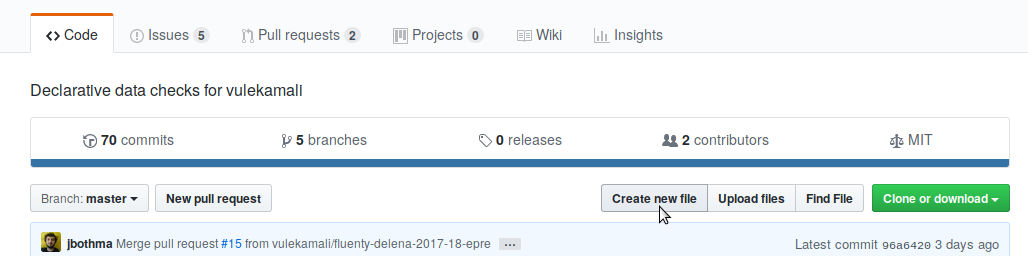 Code Issues 5 Pull requests 2 Projects 0 Wiki Insights
Declarative data checks for vulekamali
70 commits 5 branches 0 releases 2 contributors MIT
Branch: master New pull request Create new file Upload files Find File Clone or download
jbothma Merge pull request #15 from vulekamali/fluenty-delena-2017-18-epre ... Latest commit 96a6420 3 days ago